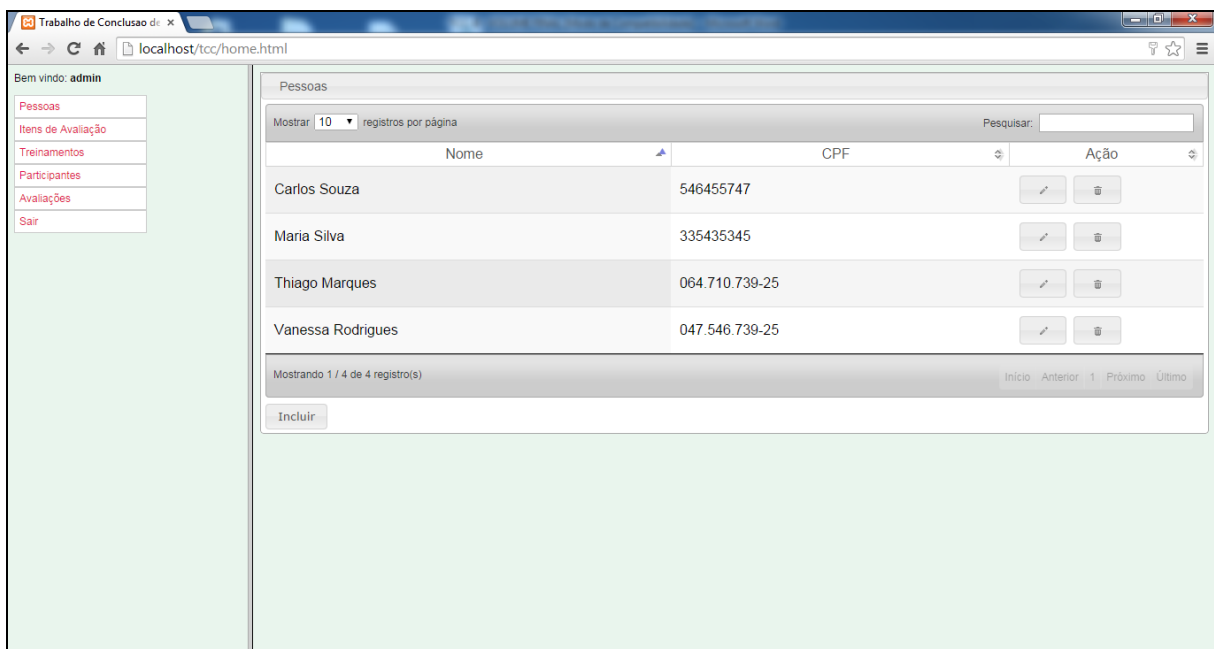 Trabalho de Conclusao de
localhost/tcc/home.html
Bem vindo: admin
Pessoas
Itens de Avaliação
Treinamentos
Participantes
Avaliações
Sair
Pessoas
Mostrar 10 registros por página
Pesquisar:
Nome CPF Ação
Carlos Souza 546455747
Maria Silva 335435345
Thiago Marques 064.710.739-25
Vanessa Rodrigues 047.546.739-25
Mostrando 1 / 4 de 4 registro(s)
Início Anterior 1 Próximo Último
Incluir